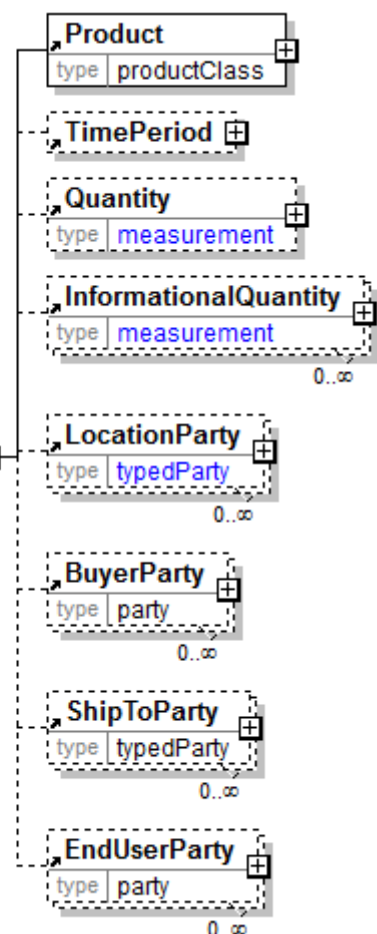 Product
type productClass
TimePeriod
Quantity
type measurement
InformationalQuantity
type measurement
0..∞
LocationParty
type typedParty
0..∞
BuyerParty
type party
0..∞
ShipToParty
type typedParty
0..∞
EndUserParty
type party
0..∞